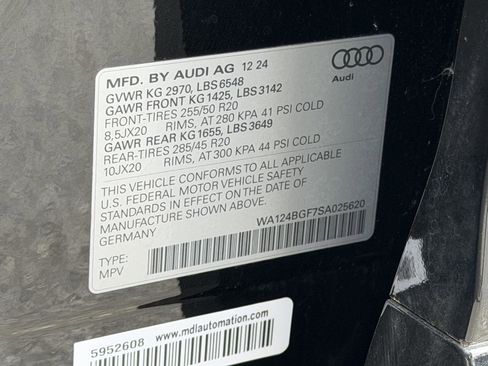 MFD. BY AUDI AG 12 24
GVWR KG 2970, LBS 6548
GAWR FRONT KG 1425, LBS 3142
FRONT-TIRES 255/50 R20
8,5JX20 RIMS, AT 280 KPA 41 PSI COLD
GAWR REAR KG 1655, LBS 3649
REAR-TIRES 285/45 R20
10JX20 RIMS, AT 300 KPA 44 PSI COLD
THIS VEHICLE CONFORMS TO ALL APPLICABLE
U.S. FEDERAL MOTOR VEHICLE SAFETY
STANDARDS IN EFFECT ON THE DATE OF
MANUFACTURE SHOWN ABOVE.
GERMANY
WA124BGF7SA025620
TYPE:
MPV
Audi
5952608 www.mdlautomation.com